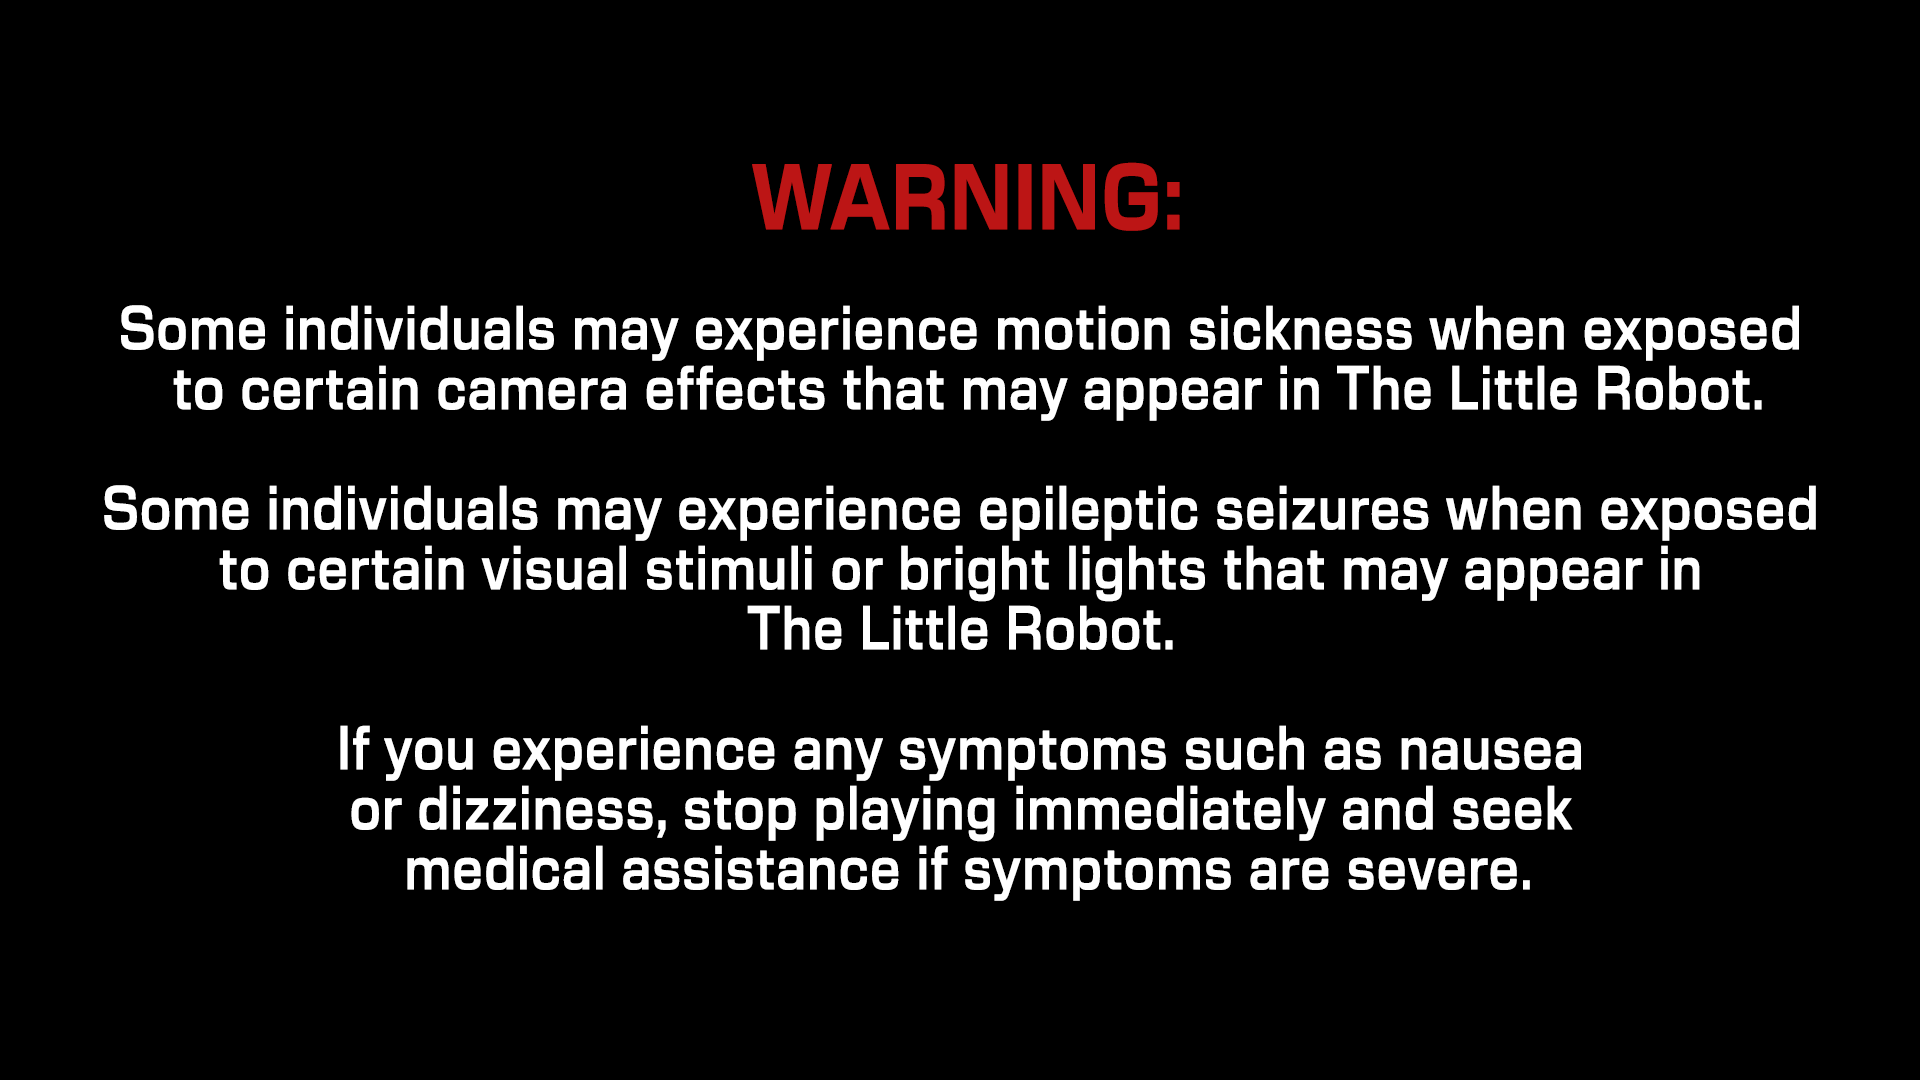 WARNING:
Some individuals may experience motion sickness when exposed
to certain camera effects that may appear in The Little Robot.
Some individuals may experience epileptic seizures when exposed
to certain visual stimuli or bright lights that may appear in
The Little Robot.
If you experience any symptoms such as nausea
or dizziness, stop playing immediately and seek
medical assistance if symptoms are severe.